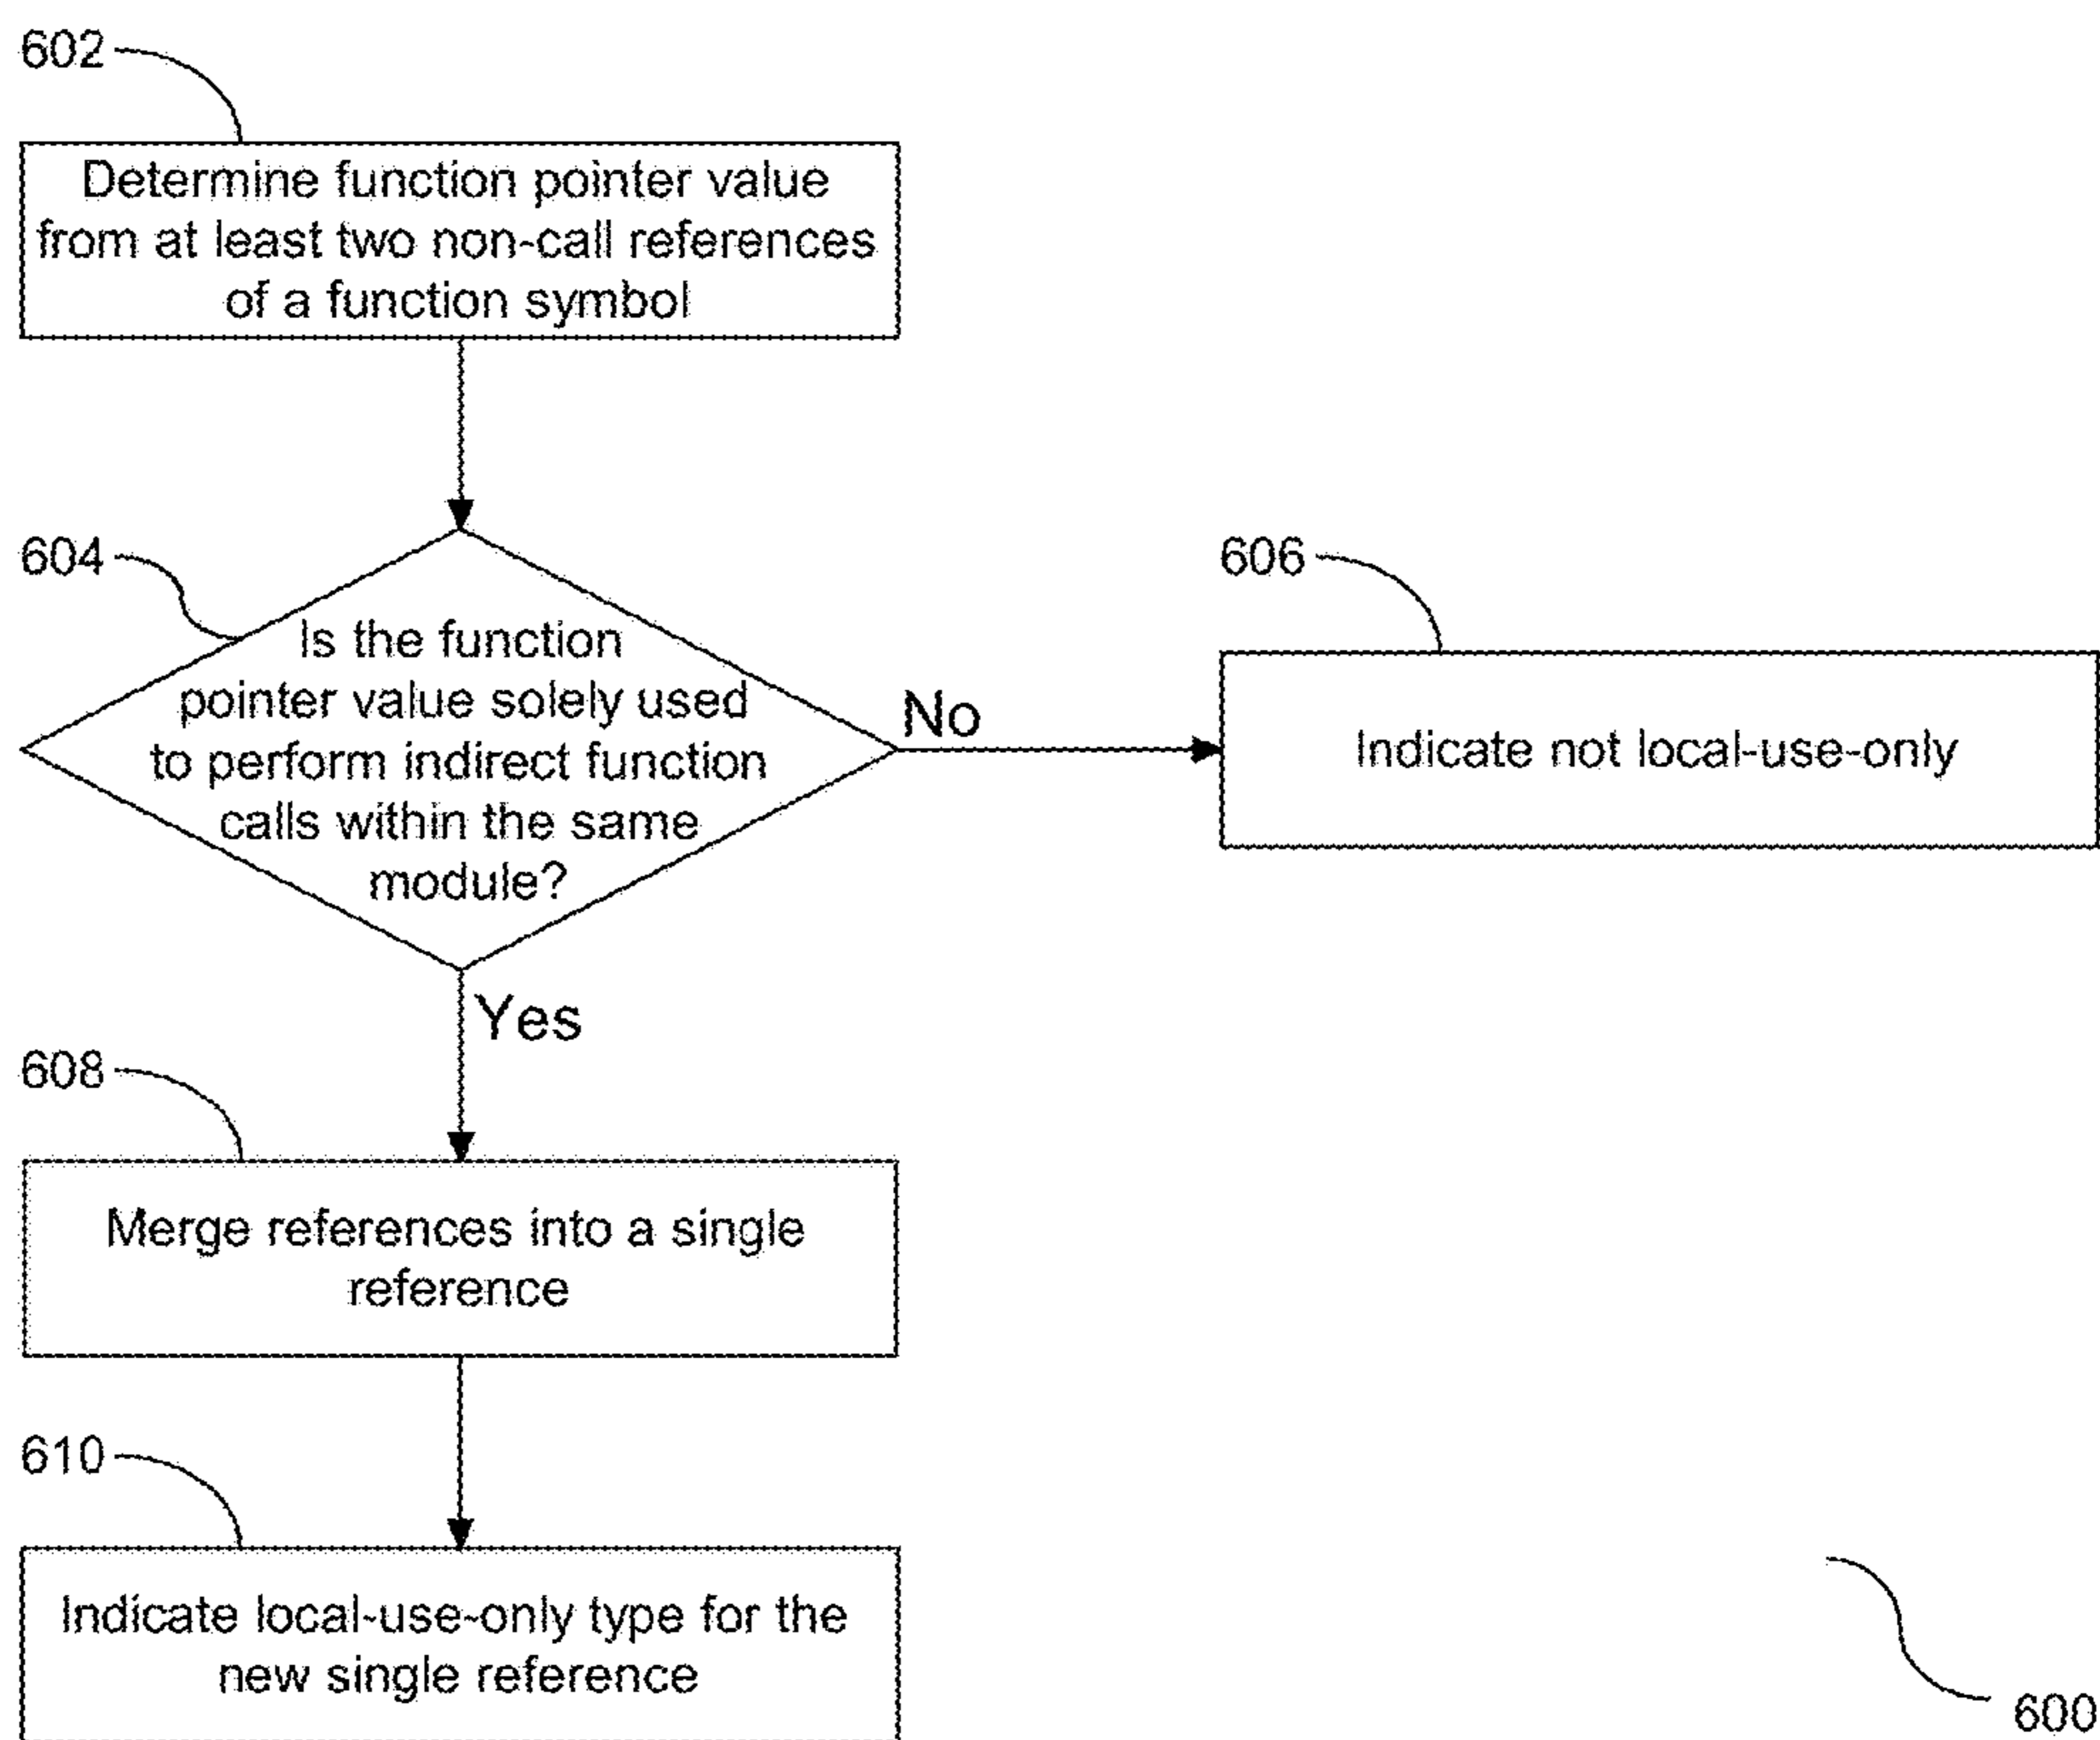 602
Determine function pointer value
from at least two non-call references
of a function symbol
604
Is the function
pointer value solely used
to perform indirect function
calls within the same
module?
No
606
Indicate not local-use-only
Yes
608
Merge references into a single
reference
610
Indicate local-use-only type for the
new single reference
600